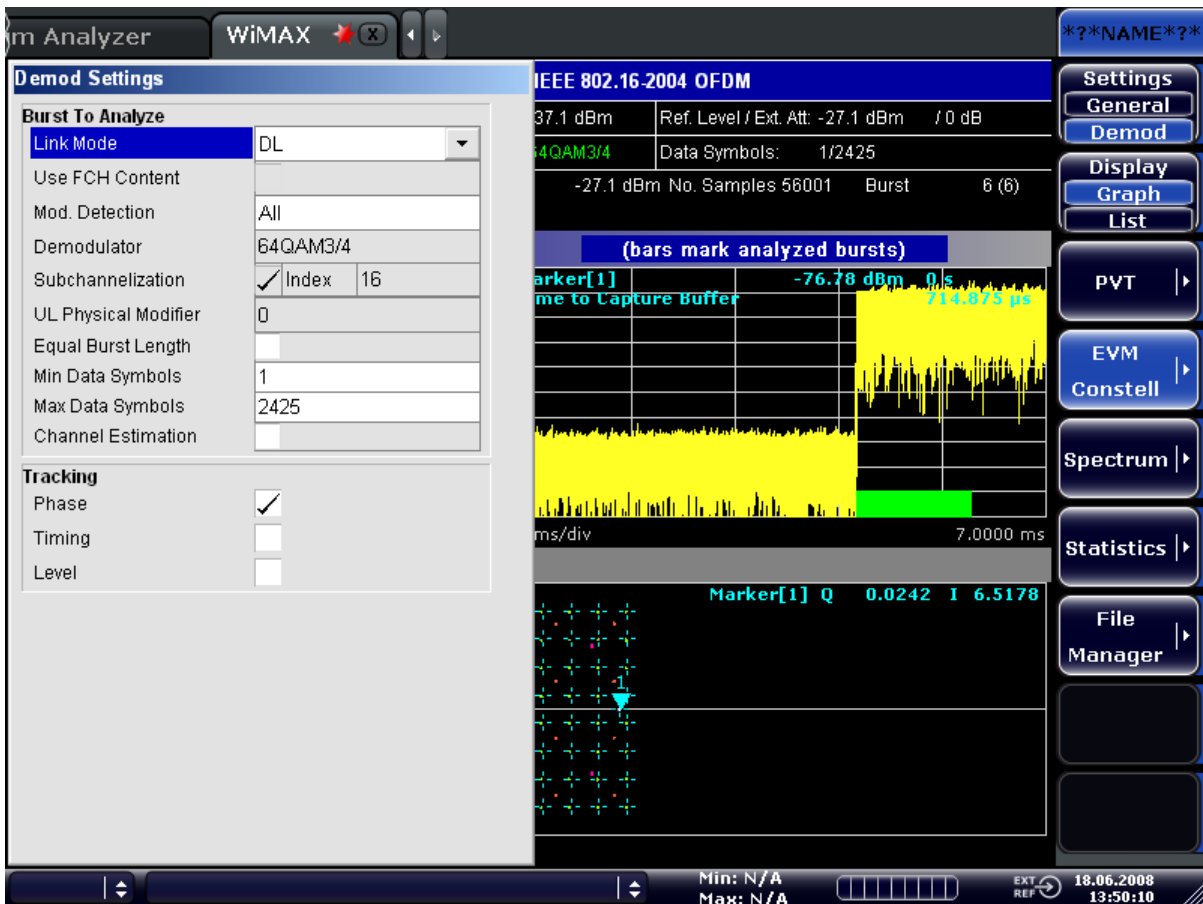 m Analyzer
WiMAX
X
*?*NAME*?*
Demod Settings
Burst To Analyze
Link Mode DL
Use FCH Content
Mod. Detection All
Demodulator 64QAM3/4
Subchannelization Index 16
UL Physical Modifier 0
Equal Burst Length
Min Data Symbols 1
Max Data Symbols 2425
Channel Estimation
Tracking
Phase
Timing
Level
IEEE 802.16-2004 OFDM
37.1 dBm Ref. Level / Ext. Att: -27.1 dBm / 0 dB
4QAM3/4 Data Symbols: 1/2425
-27.1 dBm No. Samples 56001 Burst 6 (6)
(bars mark analyzed bursts)
arker[1] -76.78 dBm 0 s
me to Capture Buffer 714.875 µs
ms/div 7.0000 ms
Marker[1] Q 0.0242 I 6.5178
1
Settings
General
Demod
Display
Graph
List
PVT
EVM
Constell
Spectrum
Statistics
File
Manager
Min: N/A
Max: N/A
EXT
REF
18.06.2008
13:50:10